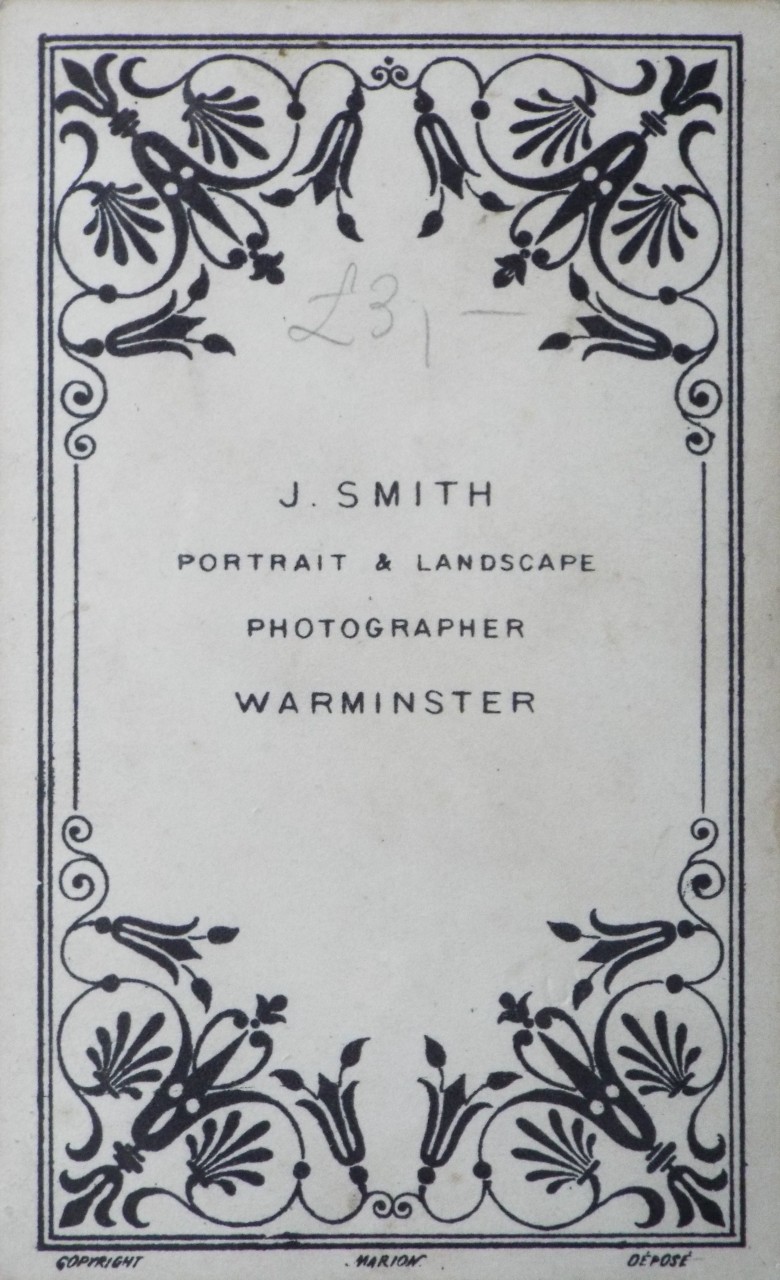 £3,—
J. SMITH
PORTRAIT & LANDSCAPE
PHOTOGRAPHER
WARMINSTER
COPYRIGHT MARION DÉPOSÉ